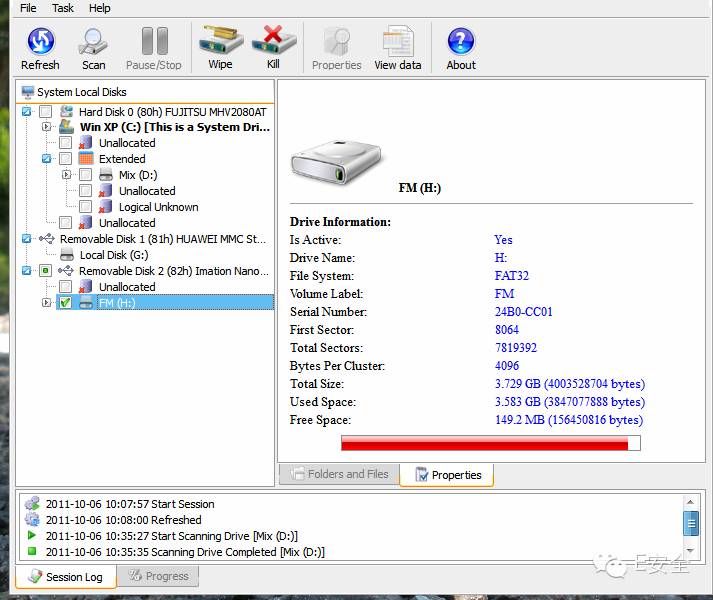 File Task Help
Refresh Scan Pause/Stop Wipe Kill Properties View data About
System Local Disks
Hard Disk 0 (80h) FUJITSU MHV2080AT
Win XP (C:) [This is a System Dri...
Unallocated
Extended
Mix (D:)
Unallocated
Logical Unknown
Unallocated
Removable Disk 1 (81h) HUAWEI MMC St...
Local Disk (G:)
Removable Disk 2 (82h) Imation Nano...
Unallocated
FM (H:)
FM (H:)
Drive Information:
Is Active: Yes
Drive Name: H:
File System: FAT32
Volume Label: FM
Serial Number: 24B0-CC01
First Sector: 8064
Total Sectors: 7819392
Bytes Per Cluster: 4096
Total Size: 3.729 GB (4003528704 bytes)
Used Space: 3.583 GB (3847077888 bytes)
Free Space: 149.2 MB (156450816 bytes)
Folders and Files Properties
2011-10-06 10:07:57 Start Session
2011-10-06 10:08:00 Refreshed
2011-10-06 10:35:27 Start Scanning Drive [Mix (D:)]
2011-10-06 10:35:35 Scanning Drive Completed [Mix (D:)]
Session Log Progress
E安全